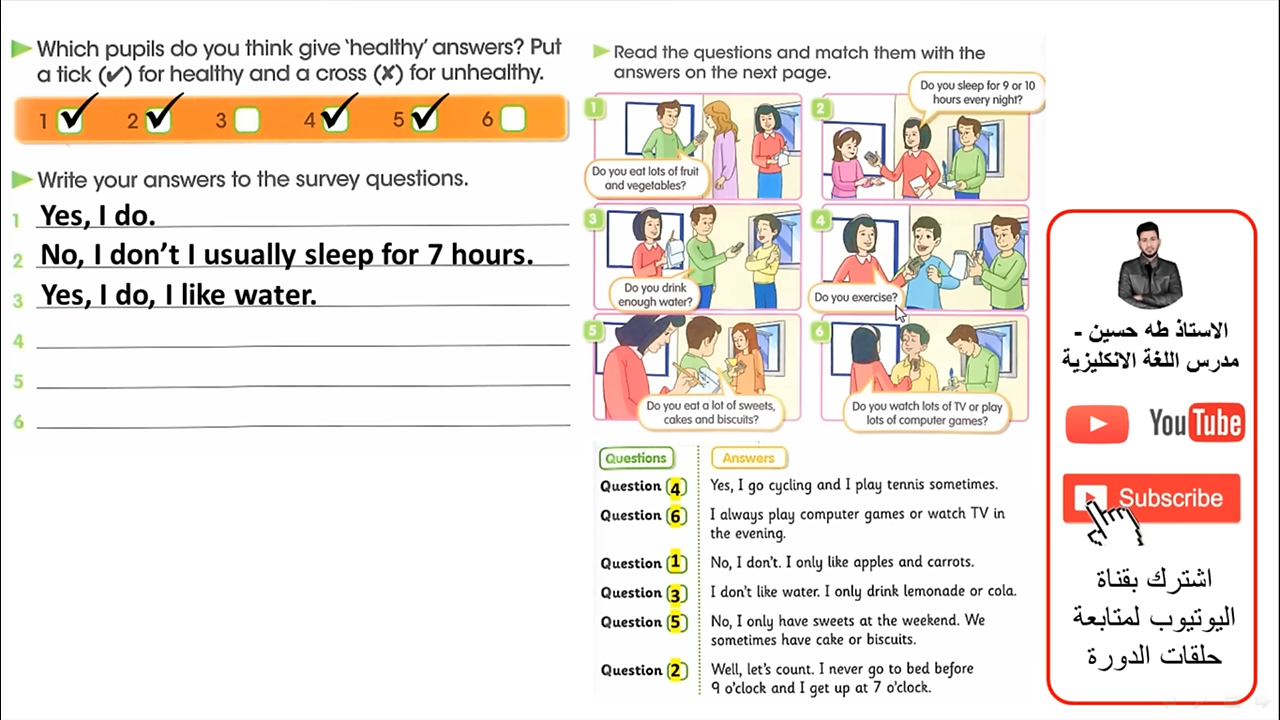 Which pupils do you think give 'healthy' answers? Put
a tick (✔) for healthy and a cross (✘) for unhealthy.
1 ✔ 2 ✔ 3 4 ✔ 5 ✔ 6
Write your answers to the survey questions.
1 Yes, I do.
2 No, I don't I usually sleep for 7 hours.
3 Yes, I do, I like water.
4
5
6
Read the questions and match them with the
answers on the next page.
1
Do you eat lots of fruit
and vegetables?
2
Do you sleep for 9 or 10
hours every night?
3
Do you drink
enough water?
4
Do you exercise?
5
Do you eat a lot of sweets,
cakes and biscuits?
6
Do you watch lots of TV or play
lots of computer games?
Questions Answers
Question (4) Yes, I go cycling and I play tennis sometimes.
Question (6) I always play computer games or watch TV in
the evening.
Question (1) No, I don't. I only like apples and carrots.
Question (3) I don't like water. I only drink lemonade or cola.
Question (5) No, I only have sweets at the weekend. We
sometimes have cake or biscuits.
Question (2) Well, let's count. I never go to bed before
9 o'clock and I get up at 7 o'clock.
الاستاذ طه حسين -
مدرس اللغة الانكليزية
YouTube
Subscribe
اشترك بقناة
اليوتيوب لمتابعة
حلقات الدورة